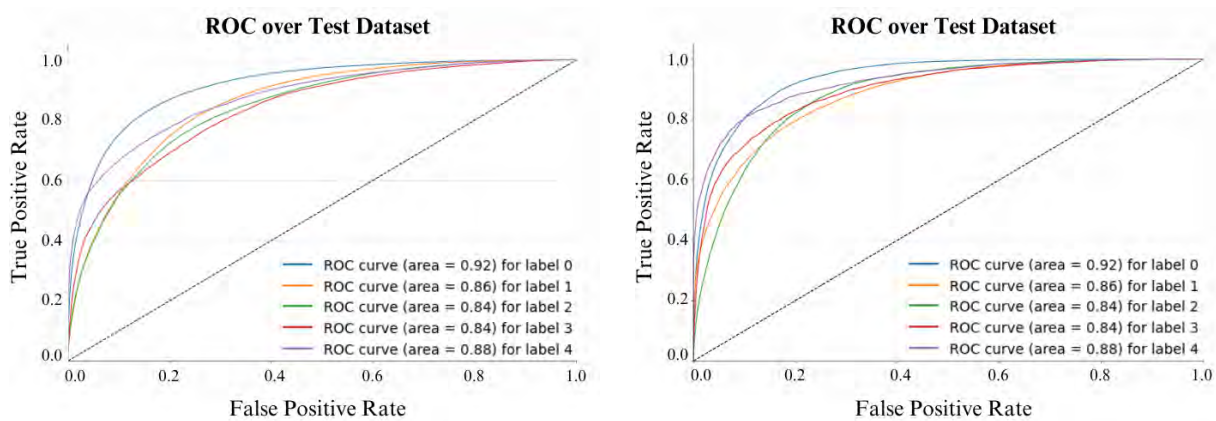 ROC over Test Dataset
True Positive Rate
1.0
0.8
0.6
0.4
0.2
0.0
ROC curve (area = 0.92) for label 0
ROC curve (area = 0.86) for label 1
ROC curve (area = 0.84) for label 2
ROC curve (area = 0.84) for label 3
ROC curve (area = 0.88) for label 4
0.0 0.2 0.4 0.6 0.8 1.0
False Positive Rate
ROC over Test Dataset
True Positive Rate
1.0
0.8
0.6
0.4
0.2
0.0
ROC curve (area = 0.92) for label 0
ROC curve (area = 0.86) for label 1
ROC curve (area = 0.84) for label 2
ROC curve (area = 0.84) for label 3
ROC curve (area = 0.88) for label 4
0.0 0.2 0.4 0.6 0.8 1.0
False Positive Rate